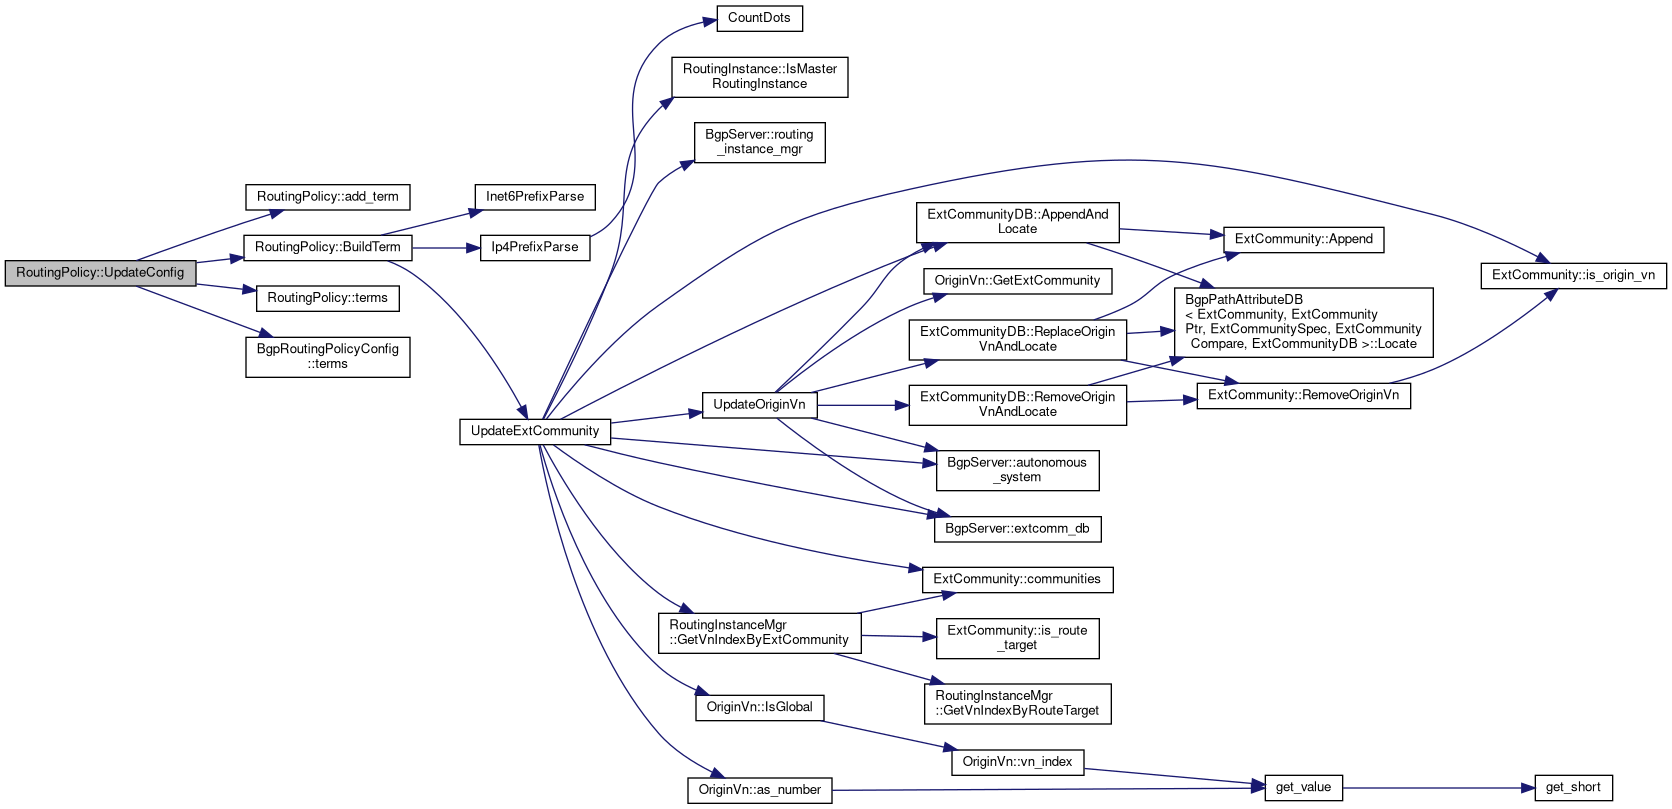 CountDots
RoutingInstance::IsMaster
RoutingInstance
BgpServer::routing
_instance_mgr
RoutingPolicy::add_term
Inet6PrefixParse
RoutingPolicy::BuildTerm
Ip4PrefixParse
RoutingPolicy::UpdateConfig
RoutingPolicy::terms
BgpRoutingPolicyConfig
::terms
ExtCommunityDB::AppendAnd
Locate
ExtCommunity::Append
ExtCommunity::is_origin_vn
OriginVn::GetExtCommunity
BgpPathAttributeDB
< ExtCommunity, ExtCommunity
Ptr, ExtCommunitySpec, ExtCommunity
Compare, ExtCommunityDB >::Locate
ExtCommunityDB::ReplaceOrigin
VnAndLocate
ExtCommunityDB::RemoveOrigin
VnAndLocate
ExtCommunity::RemoveOriginVn
UpdateOriginVn
UpdateExtCommunity
BgpServer::autonomous
_system
BgpServer::extcomm_db
ExtCommunity::communities
RoutingInstanceMgr
::GetVnIndexByExtCommunity
ExtCommunity::is_route
_target
RoutingInstanceMgr
::GetVnIndexByRouteTarget
OriginVn::IsGlobal
OriginVn::vn_index
OriginVn::as_number
get_value
get_short